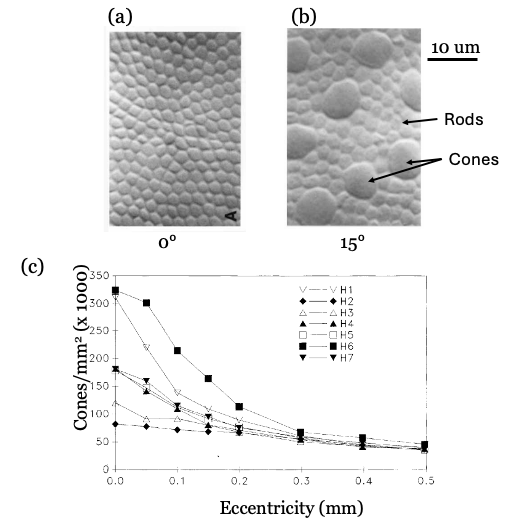 (a)
(b)
10 um
Rods
Cones
A
0°
15°
(c)
Cones/mm² (x 1000)
350
300
250
200
150
100
50
0
H1
H2
H3
H4
H5
H6
H7
0.0
0.1
0.2
0.3
0.4
0.5
Eccentricity (mm)